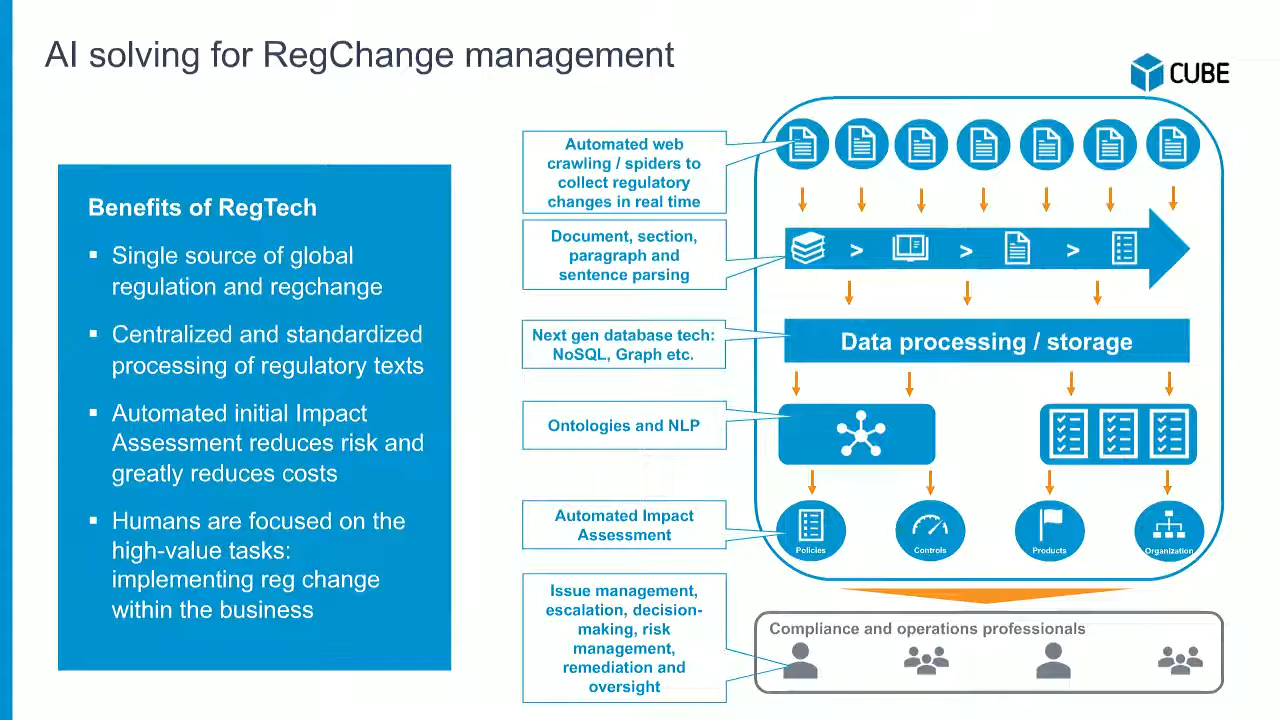 AI solving for RegChange management
CUBE
Benefits of RegTech
▪ Single source of global
regulation and regchange
▪ Centralized and standardized
processing of regulatory texts
▪ Automated initial Impact
Assessment reduces risk and
greatly reduces costs
▪ Humans are focused on the
high-value tasks:
implementing reg change
within the business
Automated web
crawling / spiders to
collect regulatory
changes in real time
Document, section,
paragraph and
sentence parsing
> > >
Next gen database tech:
NoSQL, Graph etc.
Data processing / storage
Ontologies and NLP
Automated Impact
Assessment
Policies
Controls
Products
Organization
Issue management,
escalation, decision-
making, risk
management,
remediation and
oversight
Compliance and operations professionals